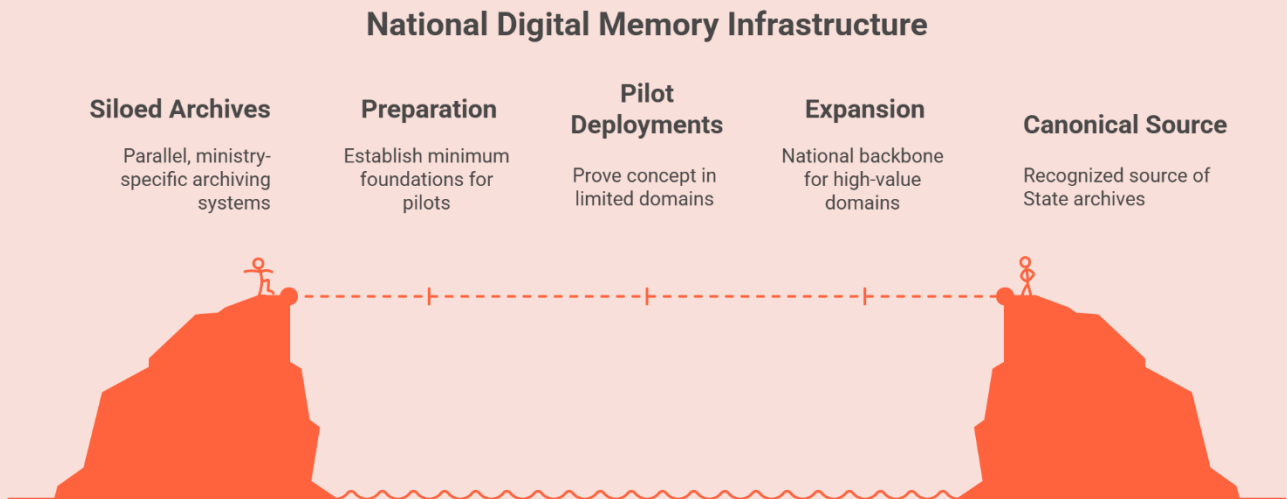 National Digital Memory Infrastructure
Siloed Archives
Parallel, ministry-
specific archiving
systems
Preparation
Establish minimum
foundations for
pilots
Pilot
Deployments
Prove concept in
limited domains
Expansion
National backbone
for high-value
domains
Canonical Source
Recognized source of
State archives